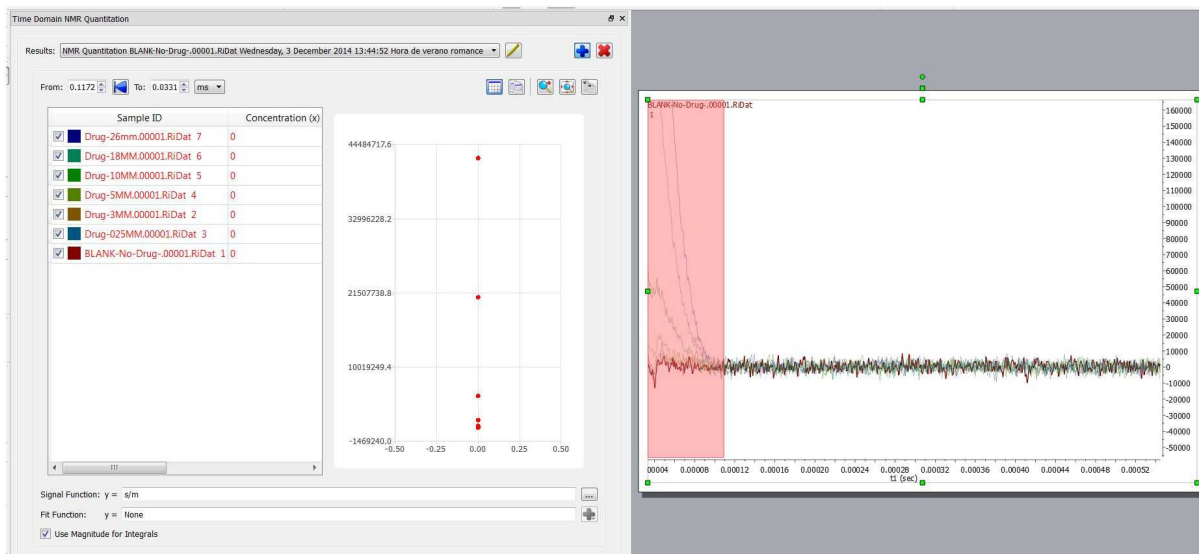 Time Domain NMR Quantitation
Results: NMR Quantitation BLANK-No-Drug-.00001.RiDat Wednesday, 3 December 2014 13:44:52 Hora de verano romance
From: 0.1172 To: 0.0331 ms
Sample ID Concentration (x)
Drug-26mm.00001.RiDat 7 0
Drug-18MM.00001.RiDat 6 0
Drug-10MM.00001.RiDat 5 0
Drug-5MM.00001.RiDat 4 0
Drug-3MM.00001.RiDat 2 0
Drug-025MM.00001.RiDat 3 0
BLANK-No-Drug-.00001.RiDat 1 0
44484717.6
32996228.2
21507738.8
10019249.4
-1469240.0
-0.50 -0.25 0.00 0.25 0.50
Signal Function: y = s/m
...
Fit Function: y = None
Use Magnitude for Integrals
BLANK-No-Drug-.00001.RiDat
1
160000
150000
140000
130000
120000
110000
100000
90000
80000
70000
60000
50000
40000
30000
20000
10000
0
-10000
-20000
-30000
-40000
-50000
00004 0.00008 0.00012 0.00016 0.00020 0.00024 0.00028 0.00032 0.00036 0.00040 0.00044 0.00048 0.00052
t1 (sec)